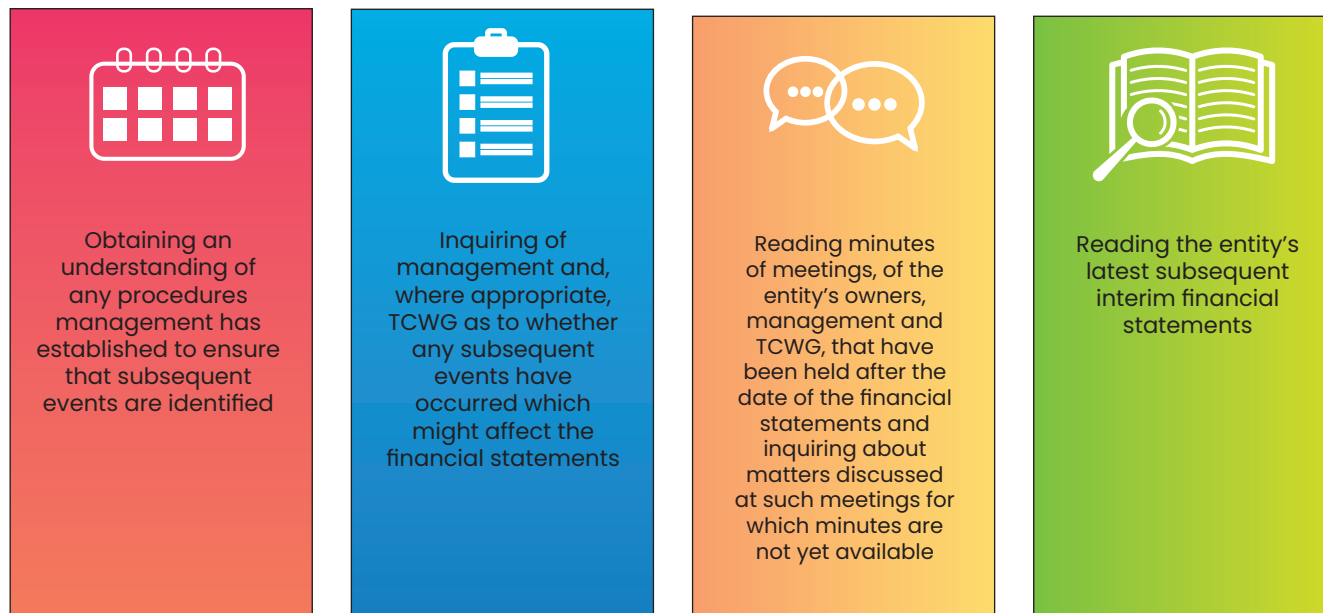 Obtaining an
understanding of
any procedures
management has
established to ensure
that subsequent
events are identified
Inquiring of
management and,
where appropriate,
TCWG as to whether
any subsequent
events have
occurred which
might affect the
financial statements
Reading minutes
of meetings, of the
entity’s owners,
management and
TCWG, that have
been held after the
date of the financial
statements and
inquiring about
matters discussed
at such meetings for
which minutes are
not yet available
Reading the entity’s
latest subsequent
interim financial
statements